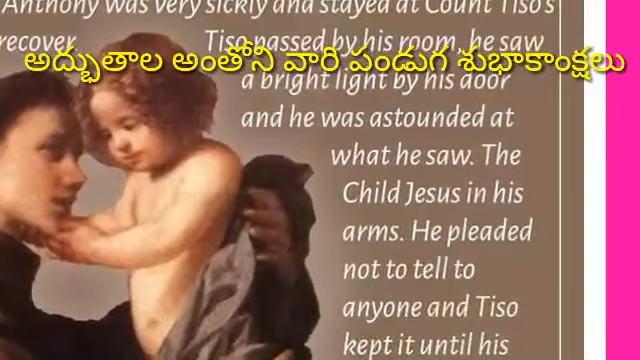 Anthony was very sickly and stayed at Count Tiso's
recover. Tiso passed by his room, he saw
అద్భుతాల అంతోని వారి పండుగ శుభాకాంక్షలు
a bright light by his door
and he was astounded at
what he saw. The
Child Jesus in his
arms. He pleaded
not to tell to
anyone and Tiso
kept it until his